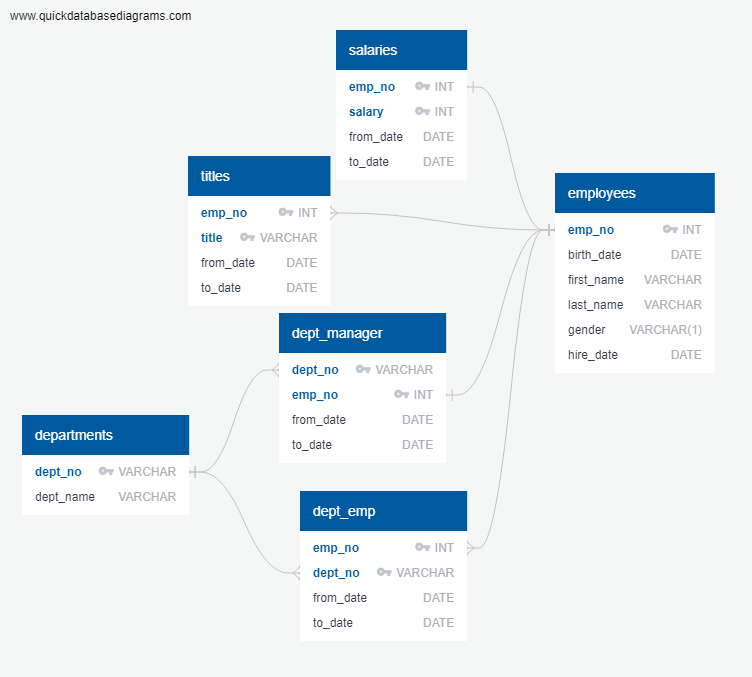 www.quickdatabasediagrams.com
salaries
emp_no INT
salary INT
from_date DATE
to_date DATE
titles
emp_no INT
title VARCHAR
from_date DATE
to_date DATE
employees
emp_no INT
birth_date DATE
first_name VARCHAR
last_name VARCHAR
gender VARCHAR(1)
hire_date DATE
dept_manager
dept_no VARCHAR
emp_no INT
from_date DATE
to_date DATE
departments
dept_no VARCHAR
dept_name VARCHAR
dept_emp
emp_no INT
dept_no VARCHAR
from_date DATE
to_date DATE